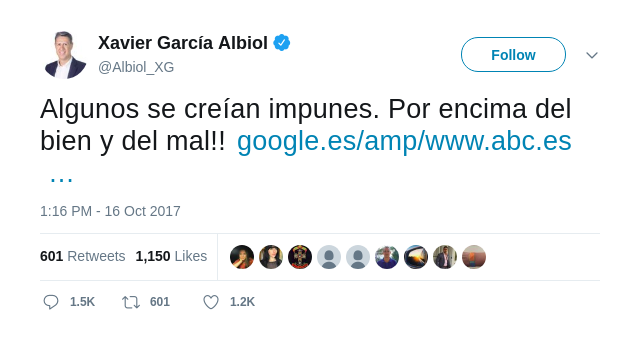 Xavier García Albiol
@Albiol_XG
Follow
Algunos se creían impunes. Por encima del
bien y del mal!! google.es/amp/www.abc.es
…
1:16 PM - 16 Oct 2017
601 Retweets 1,150 Likes
1.5K 601 1.2K